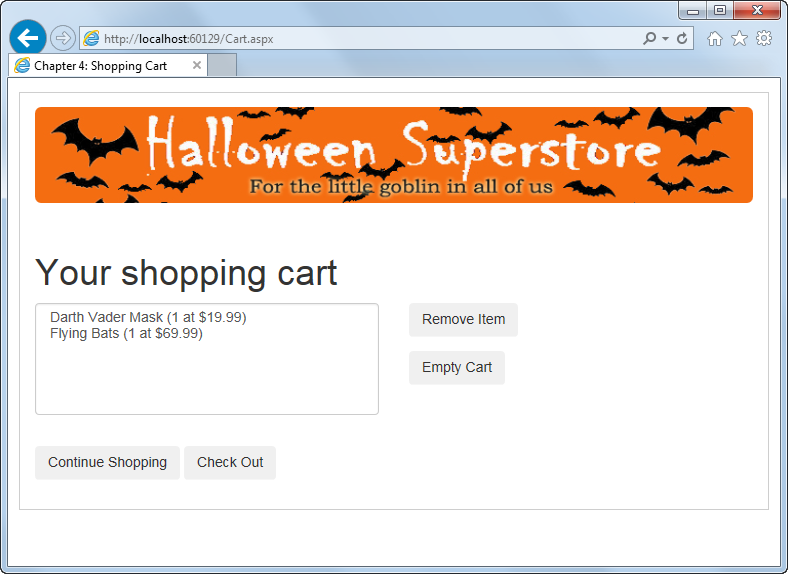 http://localhost:60129/Cart.aspx
Chapter 4: Shopping Cart
Halloween Superstore
For the little goblin in all of us
Your shopping cart
Darth Vader Mask (1 at $19.99)
Flying Bats (1 at $69.99)
Remove Item
Empty Cart
Continue Shopping Check Out